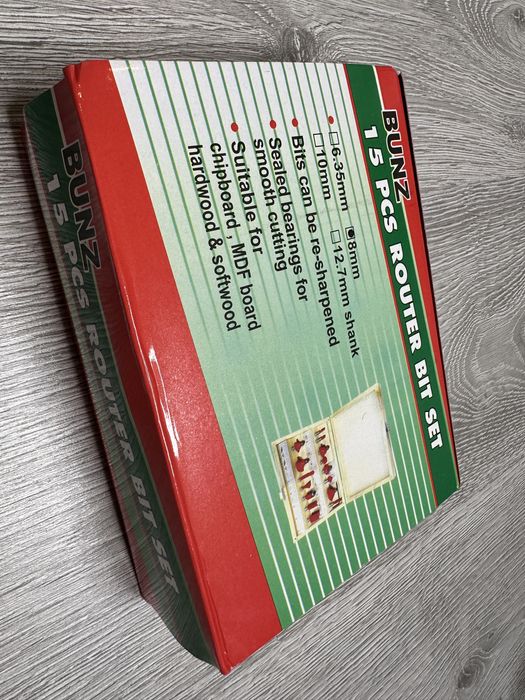 BUNZ
15 PCS ROUTER BIT SET
• □ 6.35mm ▣ 8mm
□ 10mm □ 12.7mm shank
• Bits can be re-sharpened
• Sealed bearings for
smooth cutting
• Suitable for
chipboard , MDF board
hardwood & softwood
BUNZ
15 PCS ROUTER BIT SET